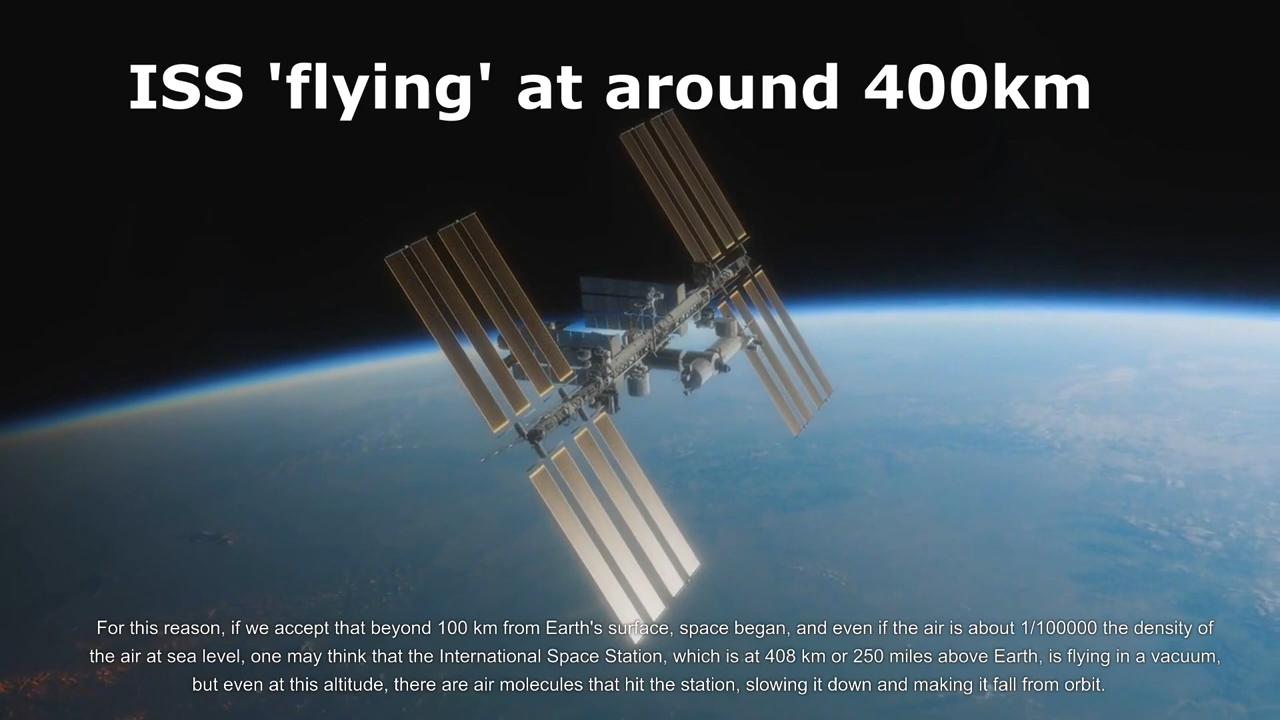 ISS 'flying' at around 400km
For this reason, if we accept that beyond 100 km from Earth's surface, space began, and even if the air is about 1/100000 the density of
the air at sea level, one may think that the International Space Station, which is at 408 km or 250 miles above Earth, is flying in a vacuum,
but even at this altitude, there are air molecules that hit the station, slowing it down and making it fall from orbit.